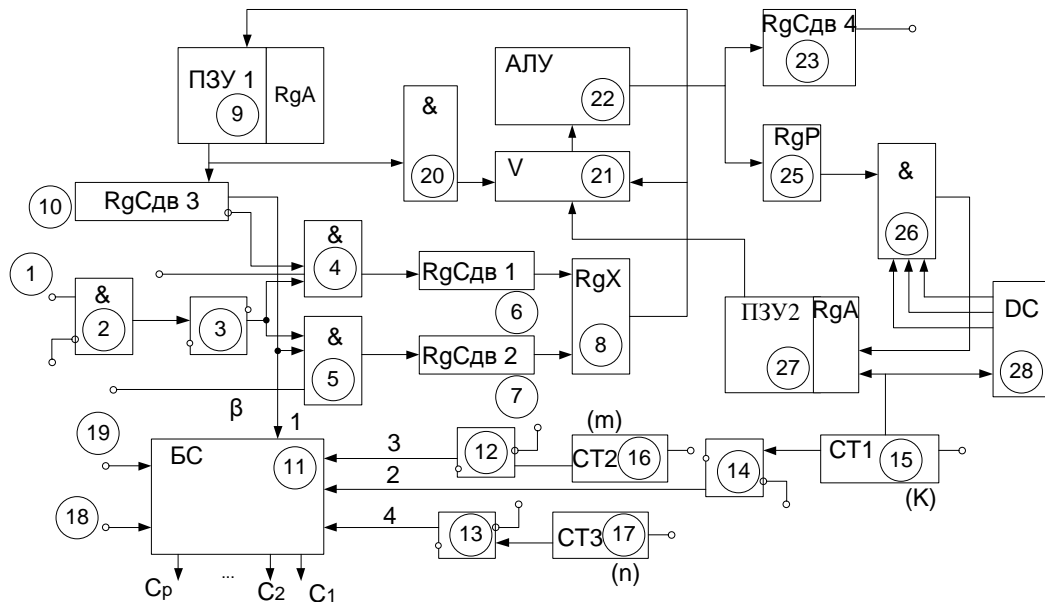 RgСдв 4
23
ПЗУ 1
9
RgA
АЛУ
22
&
20
V
21
RgP
25
&
26
10
RgСдв 3
1
&
2
3
&
4
RgСдв 1
6
RgX
8
&
5
RgСдв 2
7
ПЗУ2
27
RgA
DC
28
β
1
19
БС
11
3
12
(m)
СТ2
16
2
14
СТ1
15
(K)
18
4
13
СТ3
17
(n)
Cp
...
C2
C1